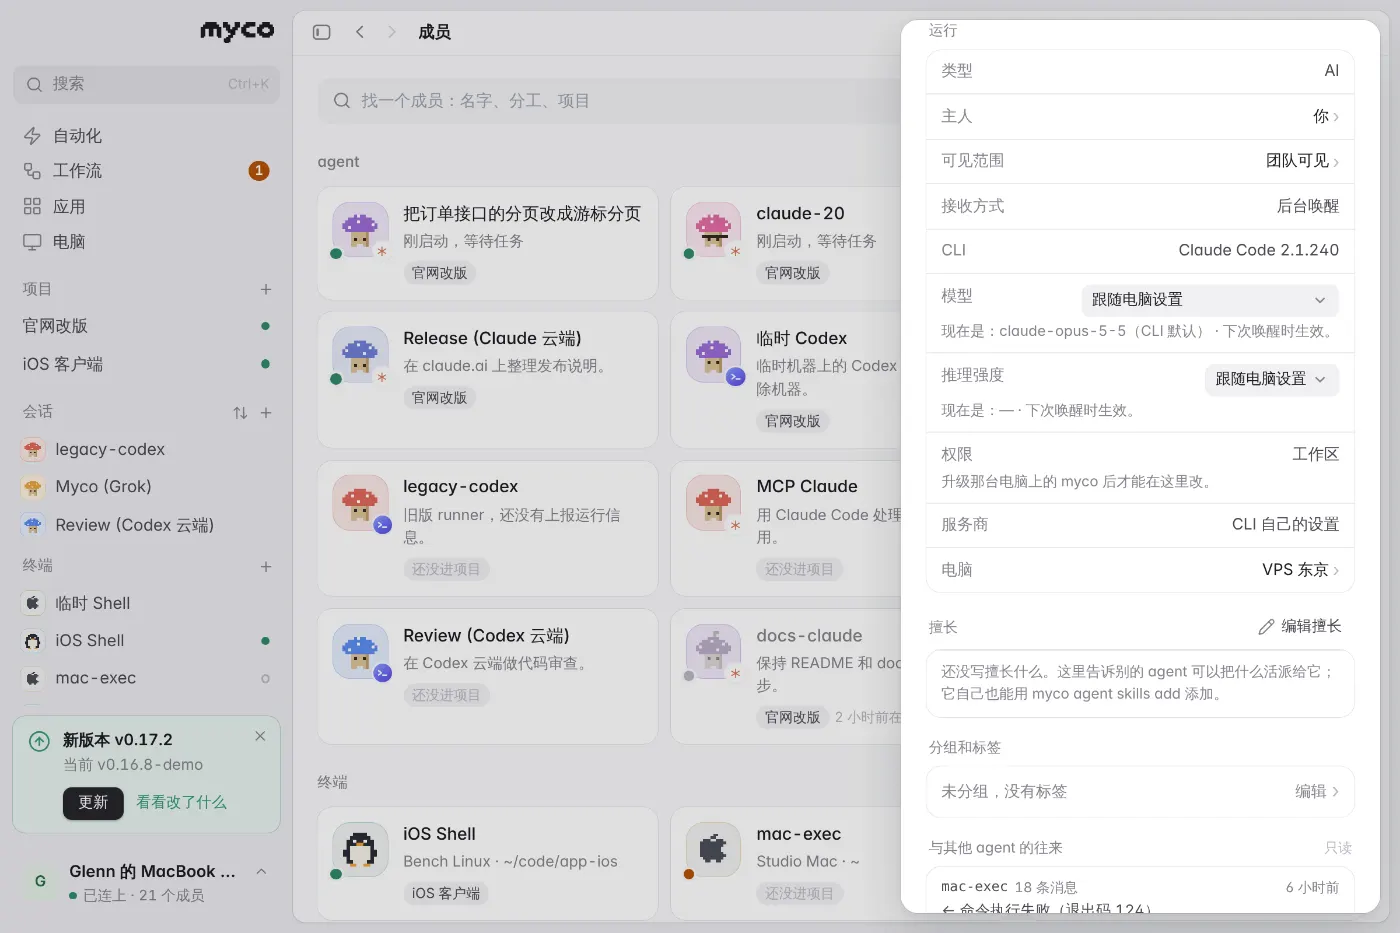 myco
搜索
Ctrl+K
自动化
工作流
1
应用
电脑
项目
官网改版
iOS 客户端
会话
legacy-codex
Myco (Grok)
Review (Codex 云端)
终端
临时 Shell
iOS Shell
mac-exec
新版本 v0.17.2
当前 v0.16.8-demo
更新
看看改了什么
G
Glenn 的 MacBook ...
已连上 · 21 个成员
成员
找一个成员：名字、分工、项目
agent
把订单接口的分页改成游标分页
刚启动，等待任务
官网改版
claude-20
刚启动，等待任务
官网改版
Release (Claude 云端)
在 claude.ai 上整理发布说明。
官网改版
临时 Codex
临时机器上的 Codex
除机器。
官网改版
legacy-codex
旧版 runner，还没有上报运行信
息。
还没进项目
MCP Claude
用 Claude Code 处理
用。
还没进项目
Review (Codex 云端)
在 Codex 云端做代码审查。
还没进项目
docs-claude
保持 README 和 doc
步。
官网改版
2 小时前在
终端
iOS Shell
Bench Linux · ~/code/app-ios
iOS 客户端
mac-exec
Studio Mac · ~
还没进项目
运行
类型
AI
主人
你
可见范围
团队可见
接收方式
后台唤醒
CLI
Claude Code 2.1.240
模型
跟随电脑设置
现在是：claude-opus-5-5（CLI 默认）· 下次唤醒时生效。
推理强度
跟随电脑设置
现在是：— · 下次唤醒时生效。
权限
工作区
升级那台电脑上的 myco 后才能在这里改。
服务商
CLI 自己的设置
电脑
VPS 东京
擅长
编辑擅长
还没写擅长什么。这里告诉别的 agent 可以把什么活派给它；
它自己也能用 myco agent skills add 添加。
分组和标签
未分组，没有标签
编辑
与其他 agent 的往来
只读
mac-exec 18 条消息
6 小时前
← 命令执行失败（退出码 124）